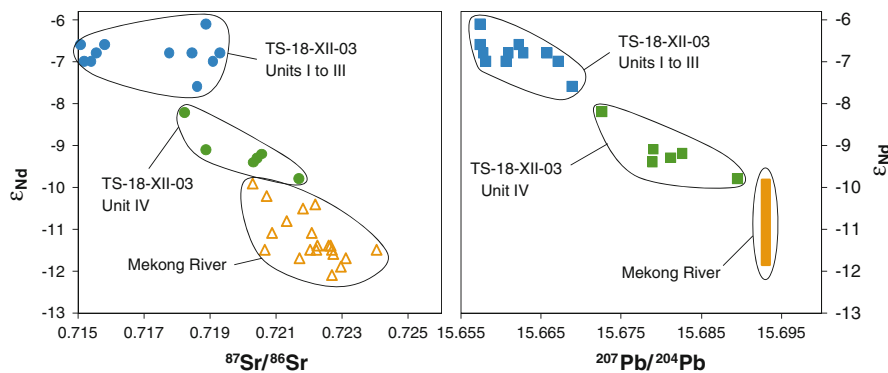 -6
-7
-8
-9
-10
-11
-12
-13
εNd
TS-18-XII-03
Units I to III
TS-18-XII-03
Unit IV
Mekong River
0.715
0.717
0.719
0.721
0.723
0.725
87Sr/86Sr
TS-18-XII-03
Units I to III
TS-18-XII-03
Unit IV
Mekong River
15.655
15.665
15.675
15.685
15.695
207Pb/204Pb
-6
-7
-8
-9
-10
-11
-12
-13
εNd